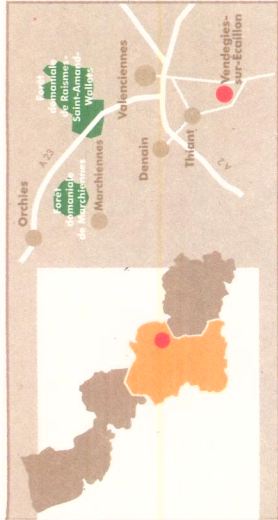 Orchies
A 23
Forêt
domaniale
de Marchiennes
Marchiennes
Forêt
domaniale
de Raismes-
Saint-Amand-
Wallers
Valenciennes
Denain
Thiant
A 2
Vendegies-
sur-Ecaillon